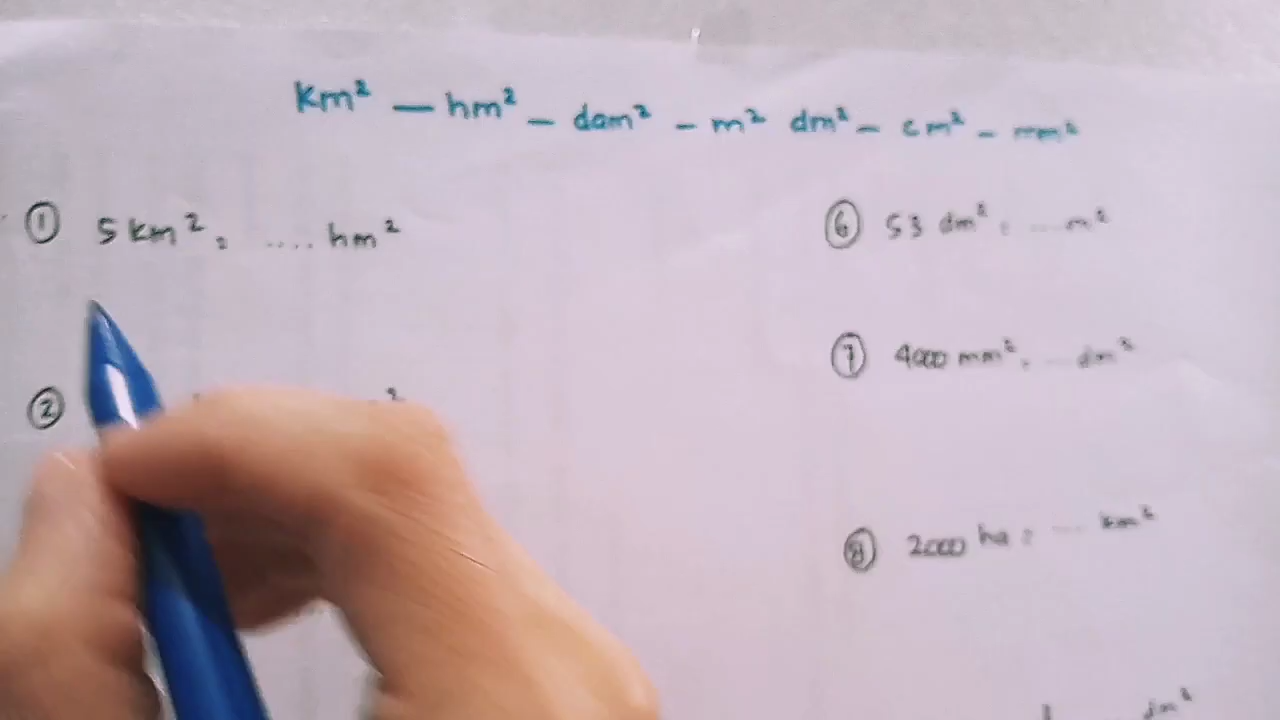 km² — hm² – dam² – m² dm² – cm² – mm²
① 5 km² = .... hm²
②
⑥ 53 dm² = ... m²
⑦ 4000 mm² = ... dm²
⑧ 2000 ha = ... km²
dm²